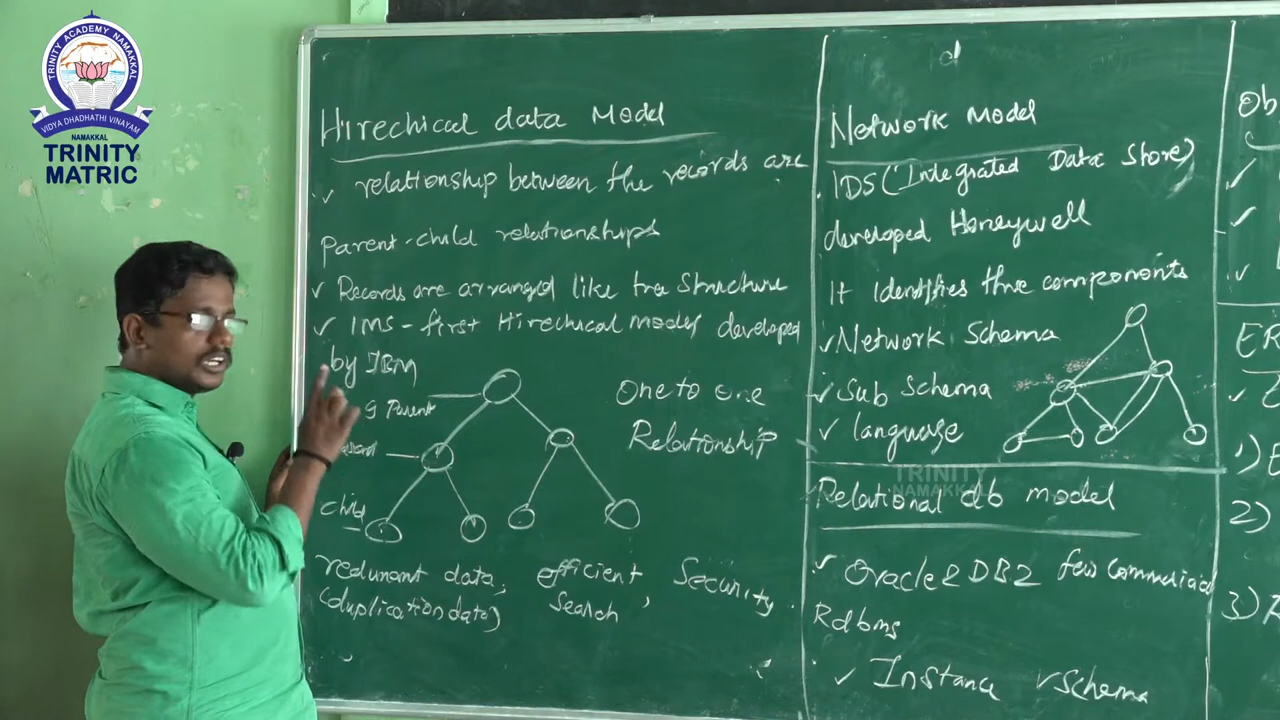 TRINITY ACADEMY NAMAKKAL
VIDYA DHADHATHI VINAYAM
NAMAKKAL
TRINITY
MATRIC
Hirechical data Model
✓ relationship between the records are
Parent-child relationships
✓ Records are arranged like tree Structure
✓ IMS - first Hirechical model developed
by IBM
G Parent
Child
One to one
Relationship
redunant data, efficient Search, Security.
(duplication data)
Network Model
IDS (Integrated Data Store)
developed Honeywell
It Identifies three components
✓ Network Schema
✓ Sub Schema
✓ language
TRINITY
NAMAKKAL
Relational db model
✓ Oracle & DB2 few Commercial
Rdbms
✓ Instance ✓ Schema
Ob
ER
1) E
2)
3) R